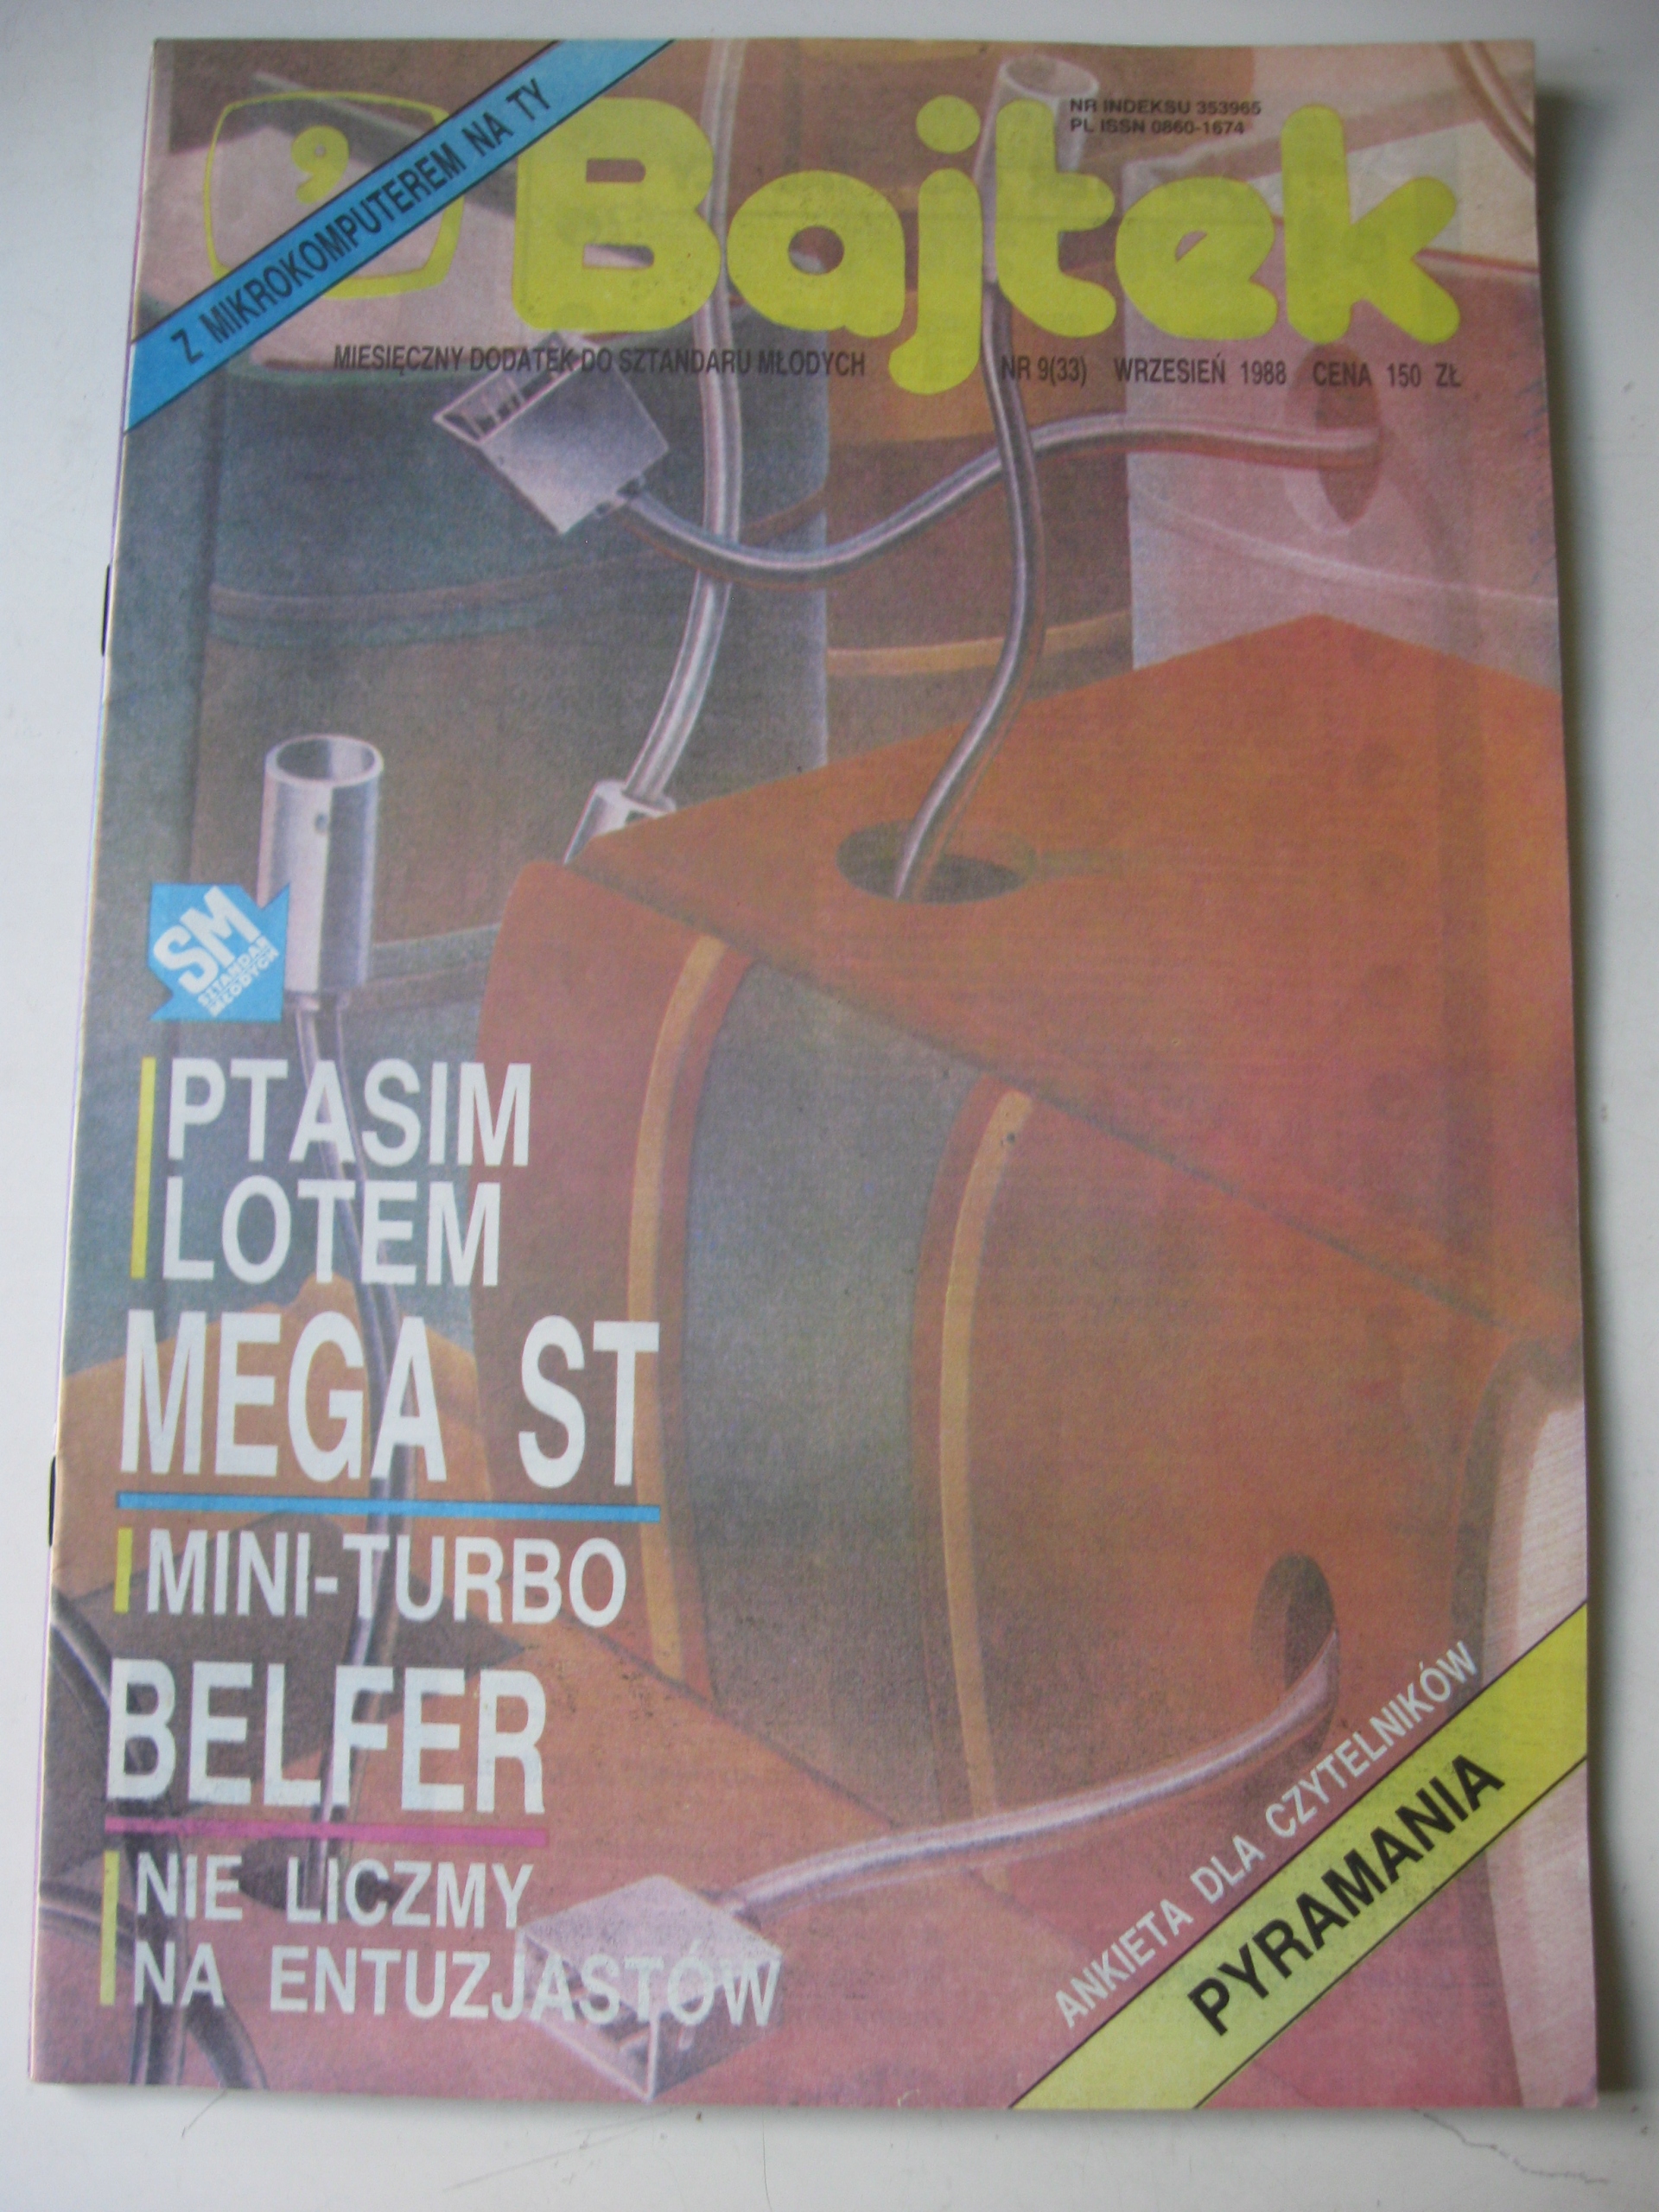 Z MIKROKOMPUTEREM NA TY
9
Bajtek
NR INDEKSU 353965
PL ISSN 0860-1674
MIESIĘCZNY DODATEK DO SZTANDARU MŁODYCH NR 9(33) WRZESIEŃ 1988 CENA 150 ZŁ
SM
SZTANDAR
MŁODYCH
PTASIM
LOTEM
MEGA ST
MINI-TURBO
BELFER
NIE LICZMY
NA ENTUZJASTÓW
ANKIETA DLA CZYTELNIKÓW
PYRAMANIA